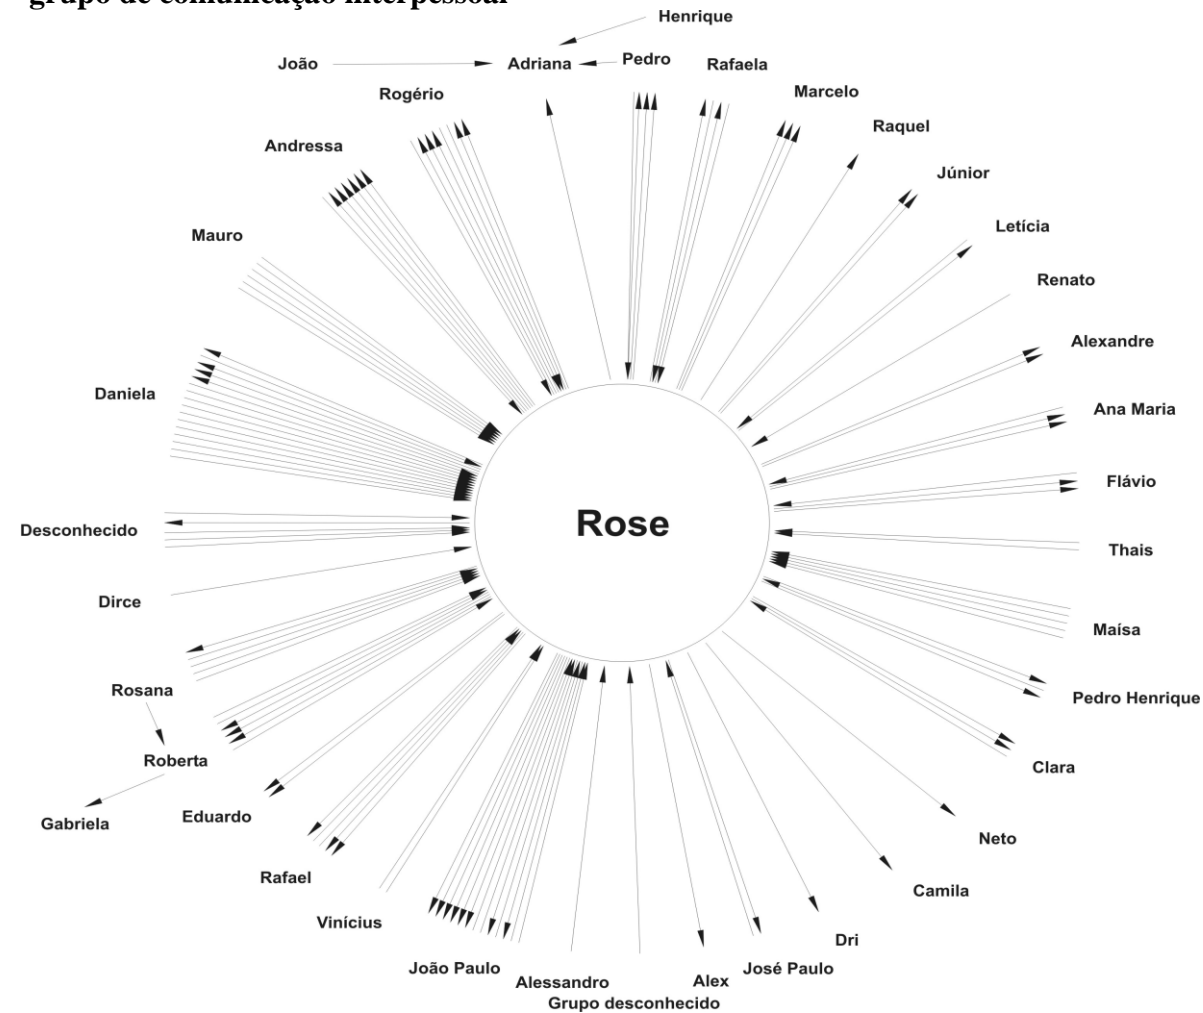 grupo de comunicação interpessoal
Henrique
João
Adriana
Pedro
Rafaela
Rogério
Marcelo
Raquel
Andressa
Júnior
Letícia
Mauro
Renato
Alexandre
Daniela
Ana Maria
Flávio
Rose
Desconhecido
Thais
Dirce
Maísa
Rosana
Pedro Henrique
Roberta
Clara
Gabriela
Eduardo
Neto
Rafael
Camila
Vinícius
Dri
João Paulo
José Paulo
Alessandro
Alex
Grupo desconhecido